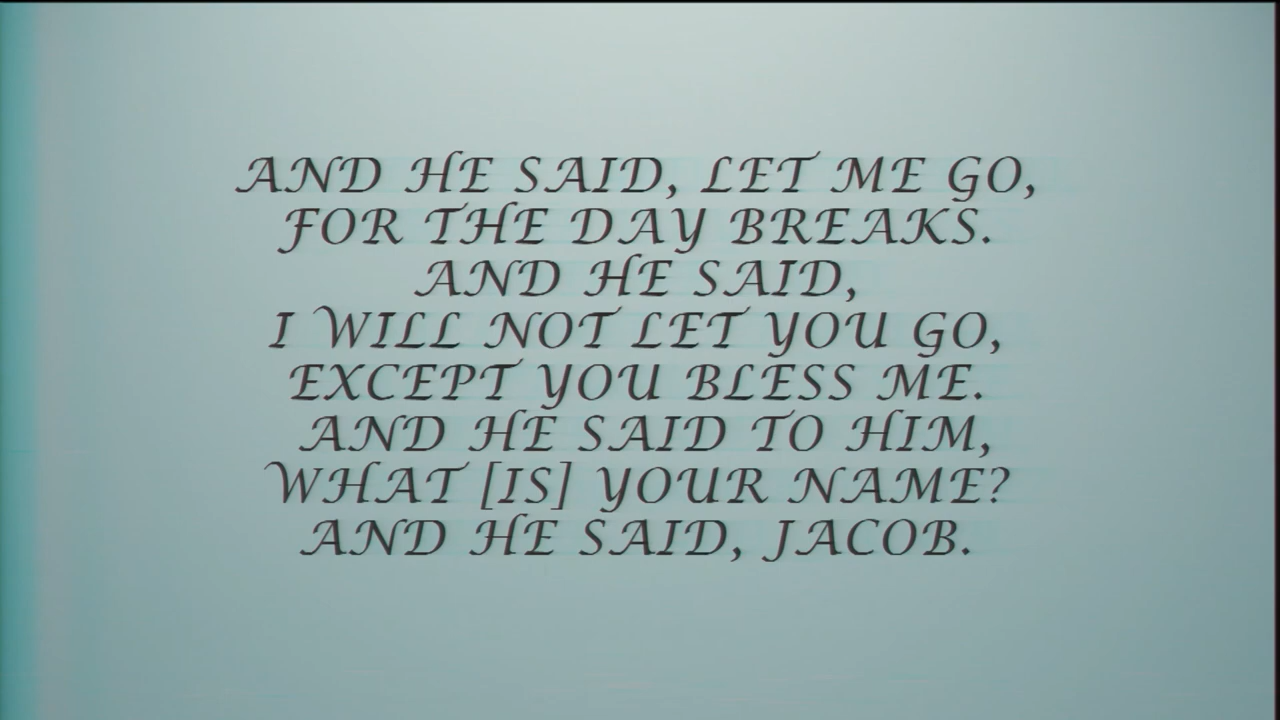 AND HE SAID, LET ME GO,
FOR THE DAY BREAKS.
AND HE SAID,
I WILL NOT LET YOU GO,
EXCEPT YOU BLESS ME.
AND HE SAID TO HIM,
WHAT [IS] YOUR NAME?
AND HE SAID, JACOB.